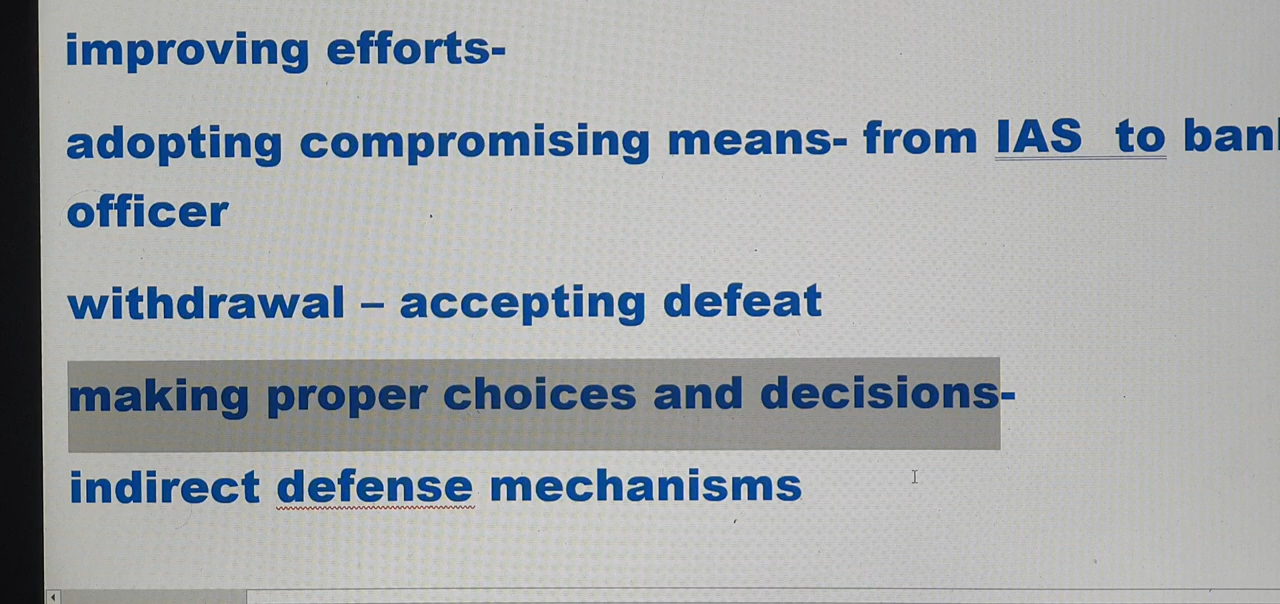 improving efforts-
adopting compromising means- from IAS to
officer
withdrawal – accepting defeat
making proper choices and decisions-
indirect defense mechanisms